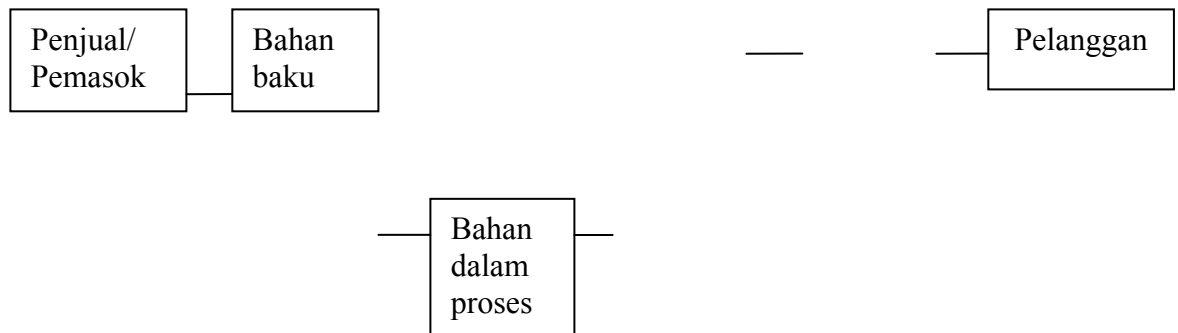 Penjual/
Pemasok
Bahan
baku
Pelanggan
Bahan
dalam
proses